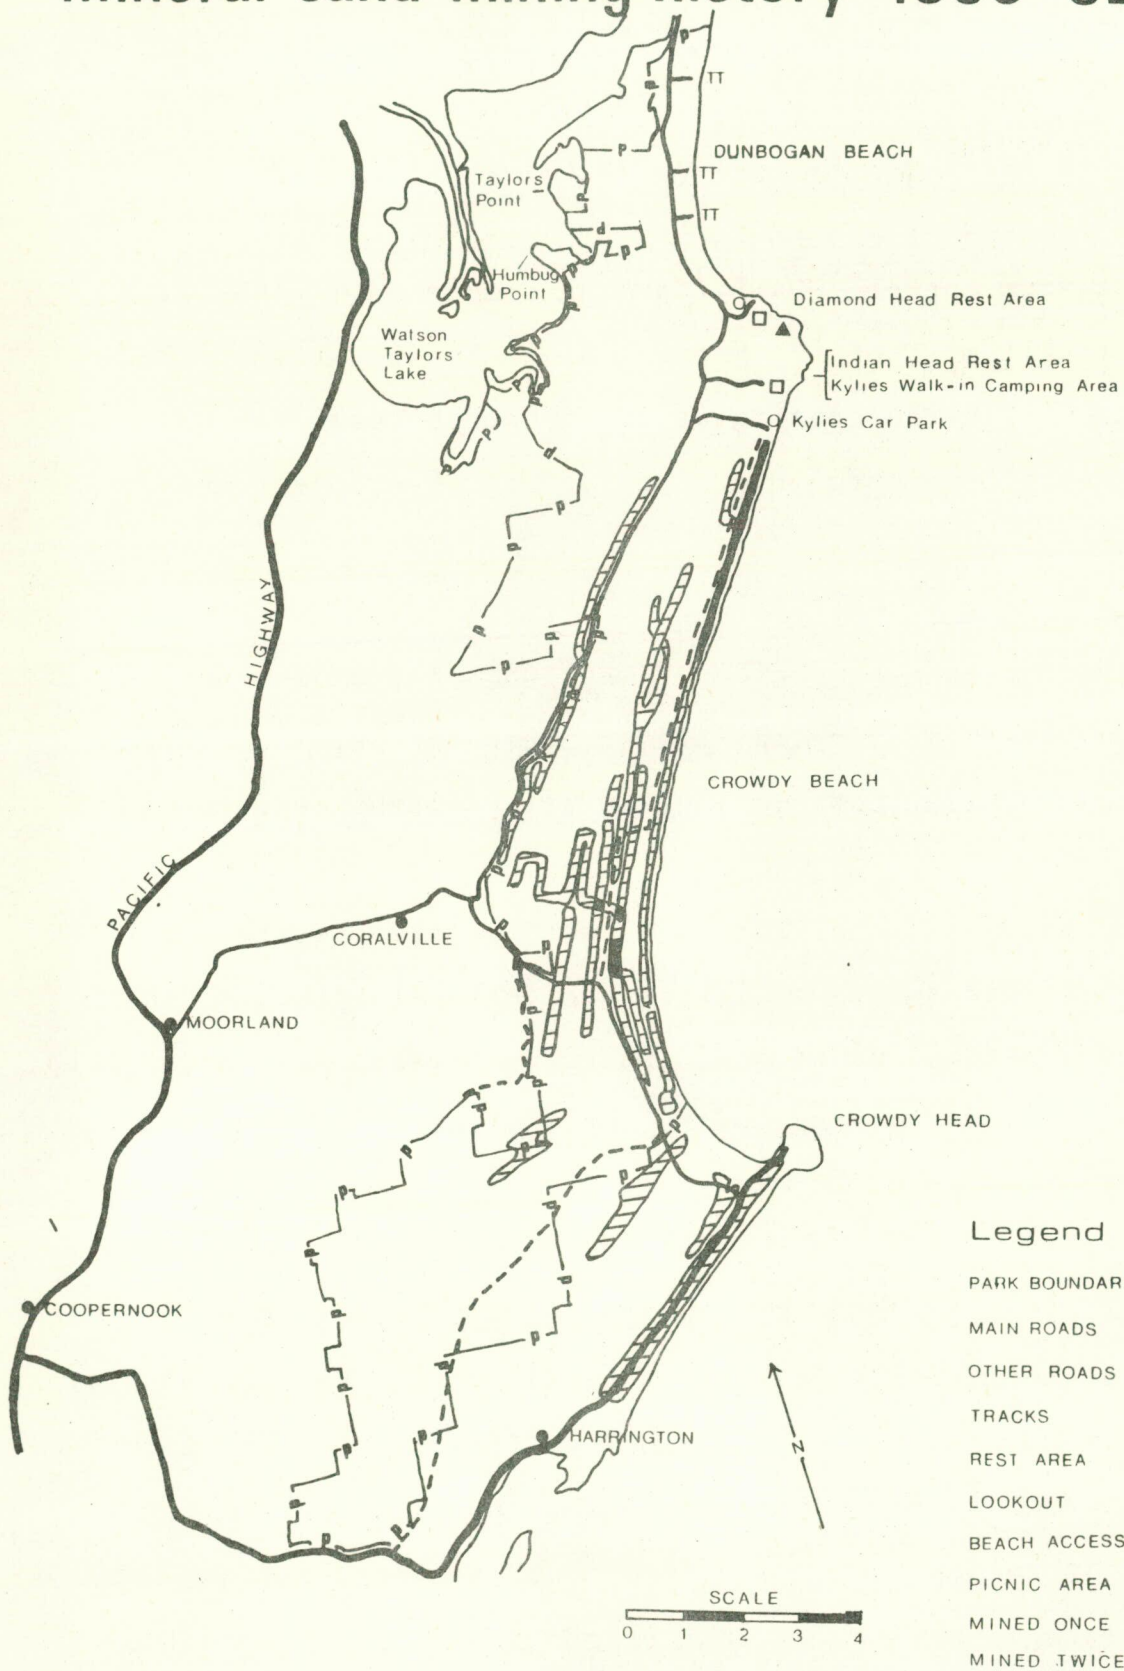 TT
DUNBOGAN BEACH
TT
TT
Taylors
Point
Humbug
Point
Watson
Taylors
Lake
Diamond Head Rest Area
Indian Head Rest Area
Kylies Walk-in Camping Area
Kylies Car Park
PACIFIC HIGHWAY
CROWDY BEACH
CORALVILLE
MOORLAND
CROWDY HEAD
COOPERNOOK
HARRINGTON
N
SCALE
0 1 2 3 4
Legend
PARK BOUNDAR
MAIN ROADS
OTHER ROADS
TRACKS
REST AREA
LOOKOUT
BEACH ACCESS
PICNIC AREA
MINED ONCE
MINED TWICE